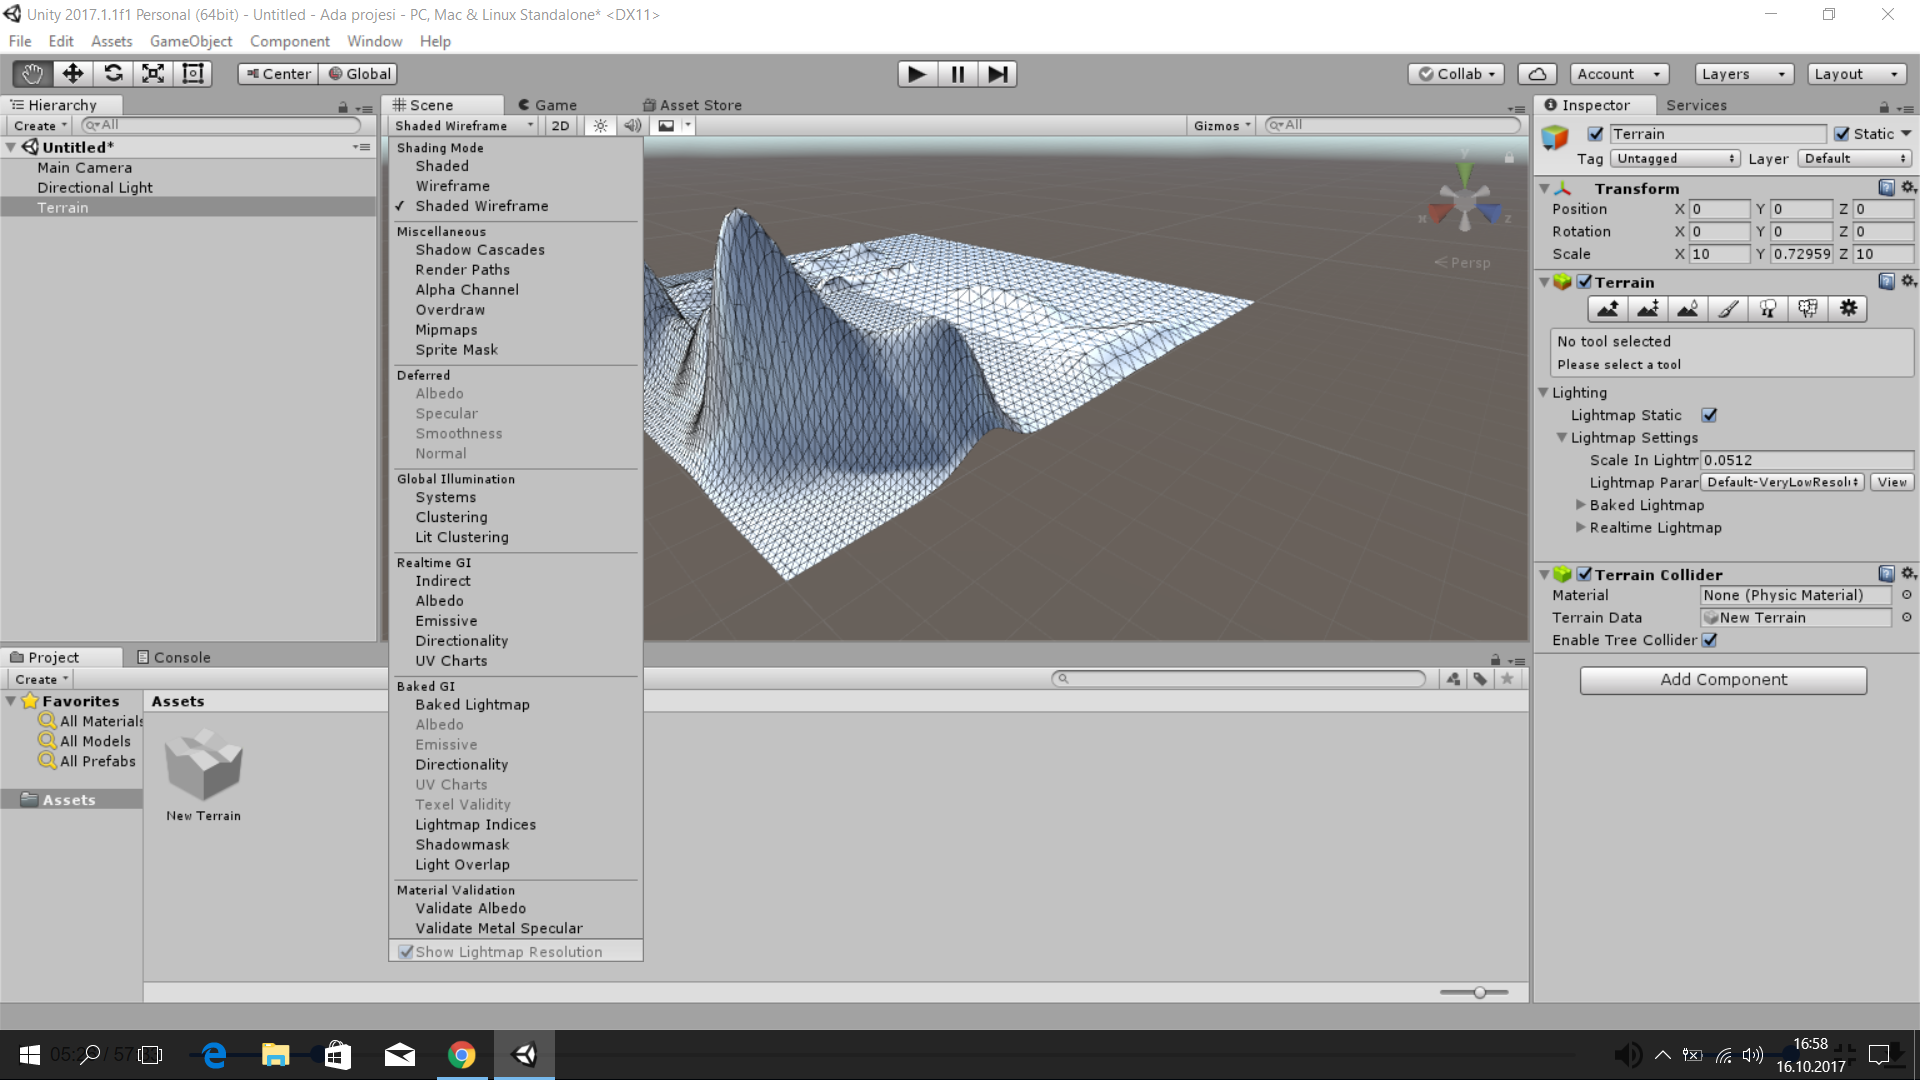 Unity 2017.1.1f1 Personal (64bit) - Untitled - Ada projesi - PC, Mac & Linux Standalone* <DX11>
File Edit Assets GameObject Component Window Help
Center Global Collab Account Layers Layout
Hierarchy
Create All
Untitled*
Main Camera
Directional Light
Terrain
Scene Game Asset Store
Shaded Wireframe 2D Gizmos All
Shading Mode
Shaded
Wireframe
✓ Shaded Wireframe
Miscellaneous
Shadow Cascades
Render Paths
Alpha Channel
Overdraw
Mipmaps
Sprite Mask
Deferred
Albedo
Specular
Smoothness
Normal
Global Illumination
Systems
Clustering
Lit Clustering
Realtime GI
Indirect
Albedo
Emissive
Directionality
UV Charts
Baked GI
Baked Lightmap
Albedo
Emissive
Directionality
UV Charts
Texel Validity
Lightmap Indices
Shadowmask
Light Overlap
Material Validation
Validate Albedo
Validate Metal Specular
Show Lightmap Resolution
y
x z
Persp
Inspector Services
Terrain Static
Tag Untagged Layer Default
Transform
Position X 0 Y 0 Z 0
Rotation X 0 Y 0 Z 0
Scale X 10 Y 0.72959 Z 10
Terrain
No tool selected
Please select a tool
Lighting
Lightmap Static
Lightmap Settings
Scale In Lightm 0.0512
Lightmap Parar Default-VeryLowResolu View
Baked Lightmap
Realtime Lightmap
Terrain Collider
Material None (Physic Material)
Terrain Data New Terrain
Enable Tree Collider
Add Component
Project Console
Create
Favorites
All Materials
All Models
All Prefabs
Assets
Assets
New Terrain
16:58
16.10.2017